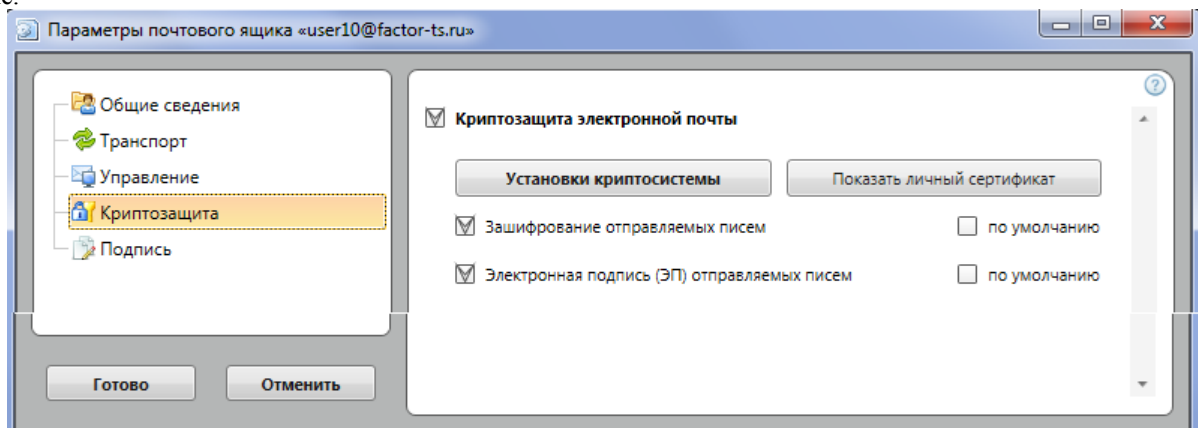 Параметры почтового ящика «user10@factor-ts.ru»
Общие сведения
Транспорт
Управление
Криптозащита
Подпись
Готово
Отменить
Криптозащита электронной почты
Установки криптосистемы
Показать личный сертификат
Зашифрование отправляемых писем
по умолчанию
Электронная подпись (ЭП) отправляемых писем
по умолчанию